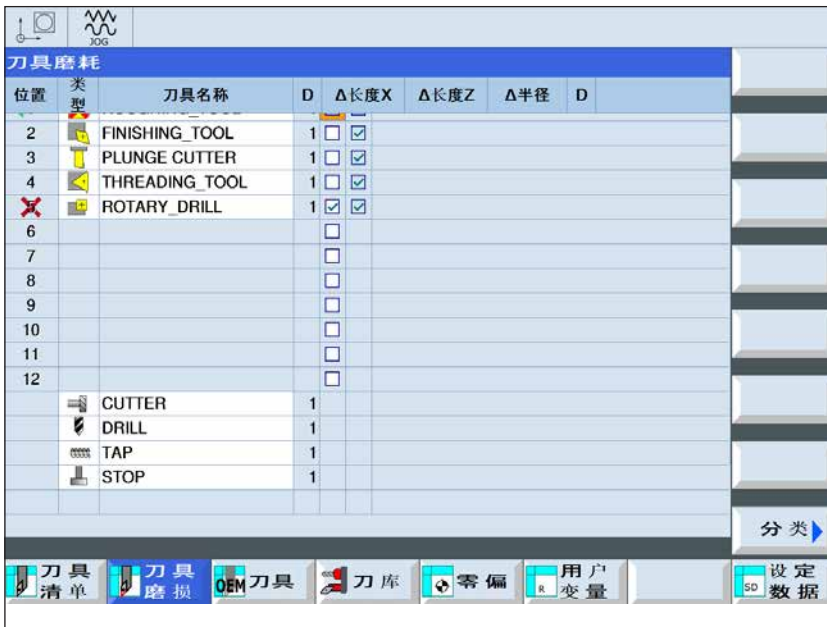 JOG
刀具磨耗
位置 类型 刀具名称 D Δ长度X Δ长度Z Δ半径 D
2 FINISHING_TOOL 1
3 PLUNGE CUTTER 1
4 THREADING_TOOL 1
5 ROTARY_DRILL 1
6
7
8
9
10
11
12
CUTTER 1
DRILL 1
TAP 1
STOP 1
分类
刀具清单 刀具磨损 OEM刀具 刀库 零偏 R 用户变量 SD 设定数据